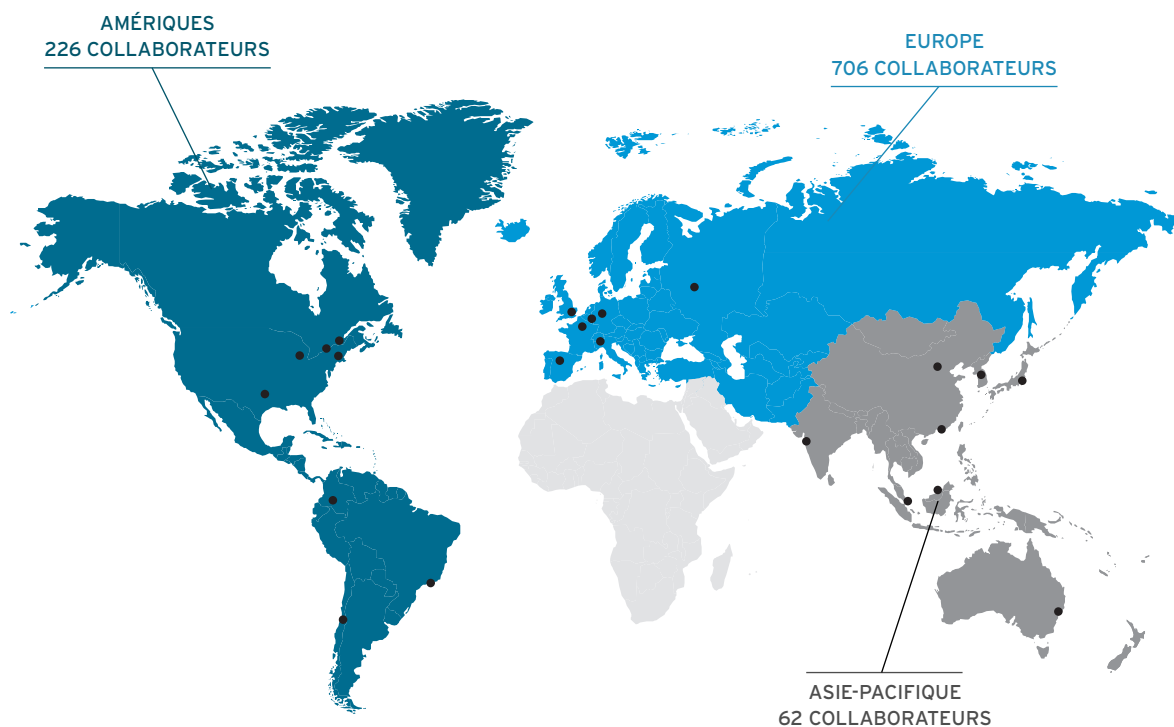 AMÉRIQUES
226 COLLABORATEURS
EUROPE
706 COLLABORATEURS
ASIE-PACIFIQUE
62 COLLABORATEURS